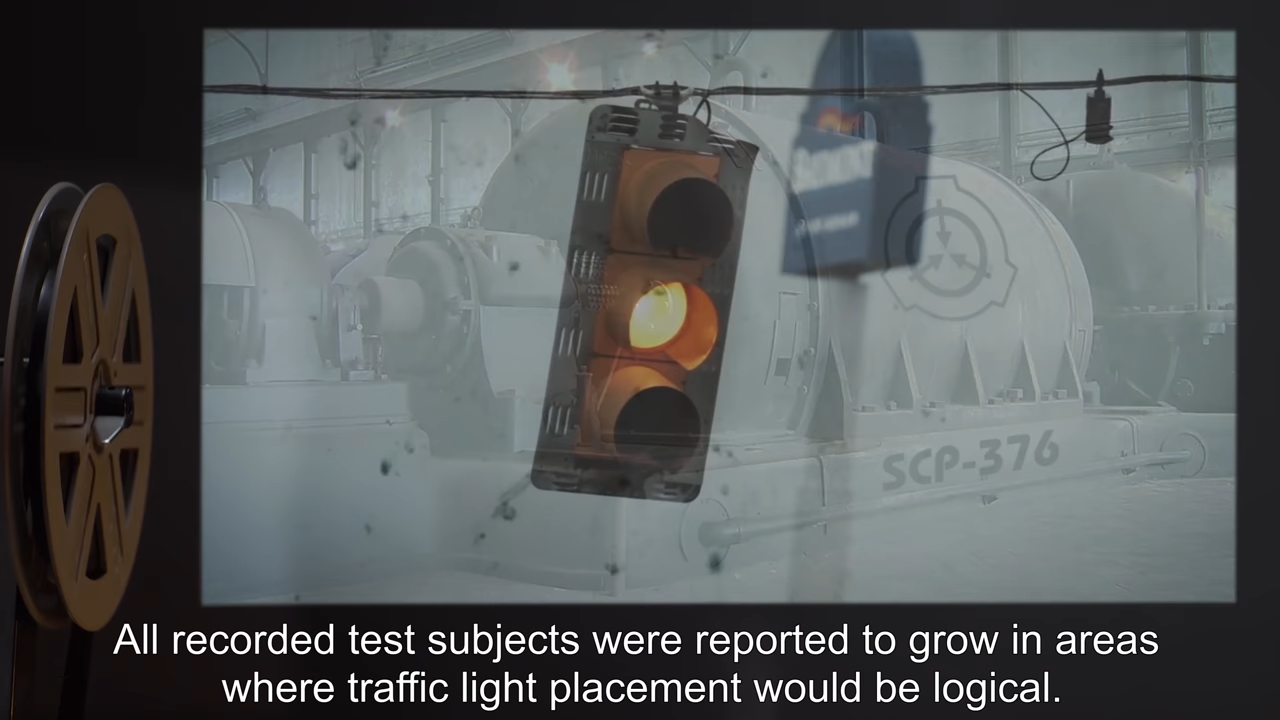 SCP-376
All recorded test subjects were reported to grow in areas
where traffic light placement would be logical.